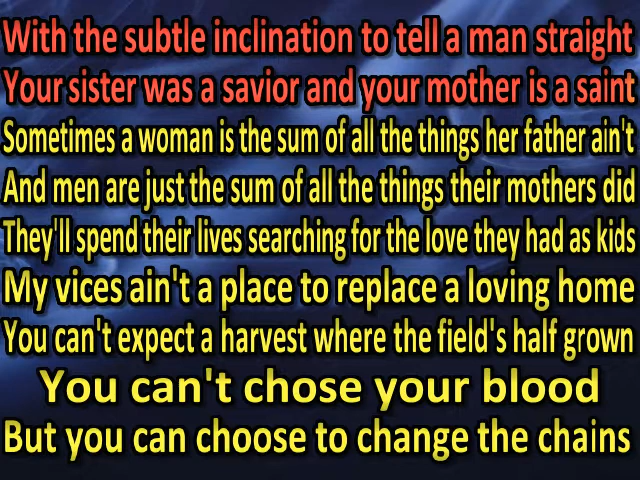 With the subtle inclination to tell a man straight
Your sister was a savior and your mother is a saint
Sometimes a woman is the sum of all the things her father ain't
And men are just the sum of all the things their mothers did
They'll spend their lives searching for the love they had as kids
My vices ain't a place to replace a loving home
You can't expect a harvest where the field's half grown
You can't chose your blood
But you can choose to change the chains